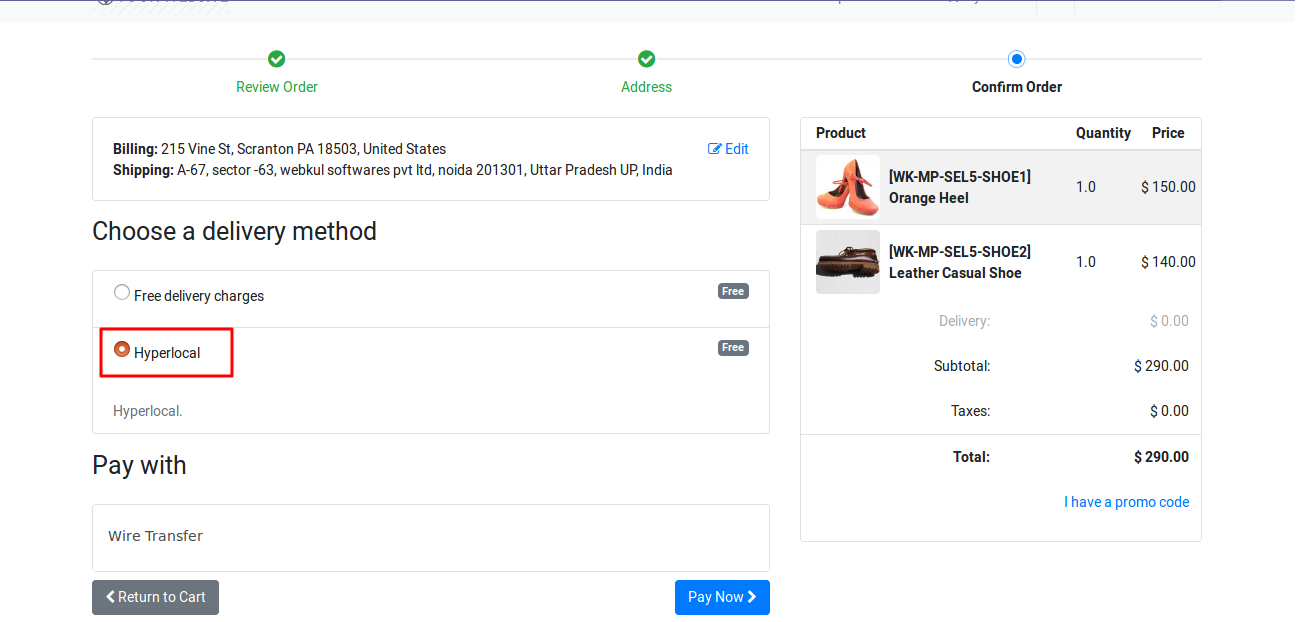 Review Order
Address
Confirm Order
Billing: 215 Vine St, Scranton PA 18503, United States
Edit
Shipping: A-67, sector -63, webkul softwares pvt ltd, noida 201301, Uttar Pradesh UP, India
Choose a delivery method
Free delivery charges
Free
Hyperlocal
Free
Hyperlocal.
Pay with
Wire Transfer
Return to Cart
Pay Now
Product Quantity Price
[WK-MP-SEL5-SHOE1]
Orange Heel
1.0 $ 150.00
[WK-MP-SEL5-SHOE2]
Leather Casual Shoe
1.0 $ 140.00
Delivery: $ 0.00
Subtotal: $ 290.00
Taxes: $ 0.00
Total: $ 290.00
I have a promo code